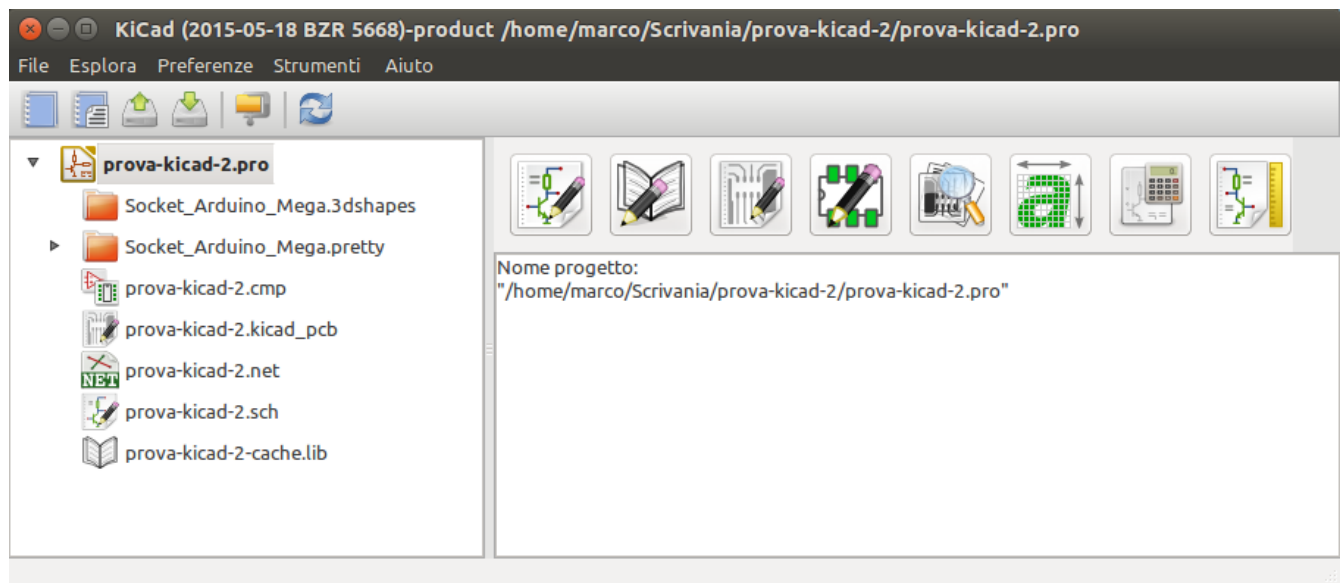 KiCad (2015-05-18 BZR 5668)-product /home/marco/Scrivania/prova-kicad-2/prova-kicad-2.pro
File Esplora Preferenze Strumenti Aiuto
prova-kicad-2.pro
Socket_Arduino_Mega.3dshapes
Socket_Arduino_Mega.pretty
prova-kicad-2.cmp
prova-kicad-2.kicad_pcb
NET prova-kicad-2.net
prova-kicad-2.sch
prova-kicad-2-cache.lib
a
Nome progetto:
"/home/marco/Scrivania/prova-kicad-2/prova-kicad-2.pro"